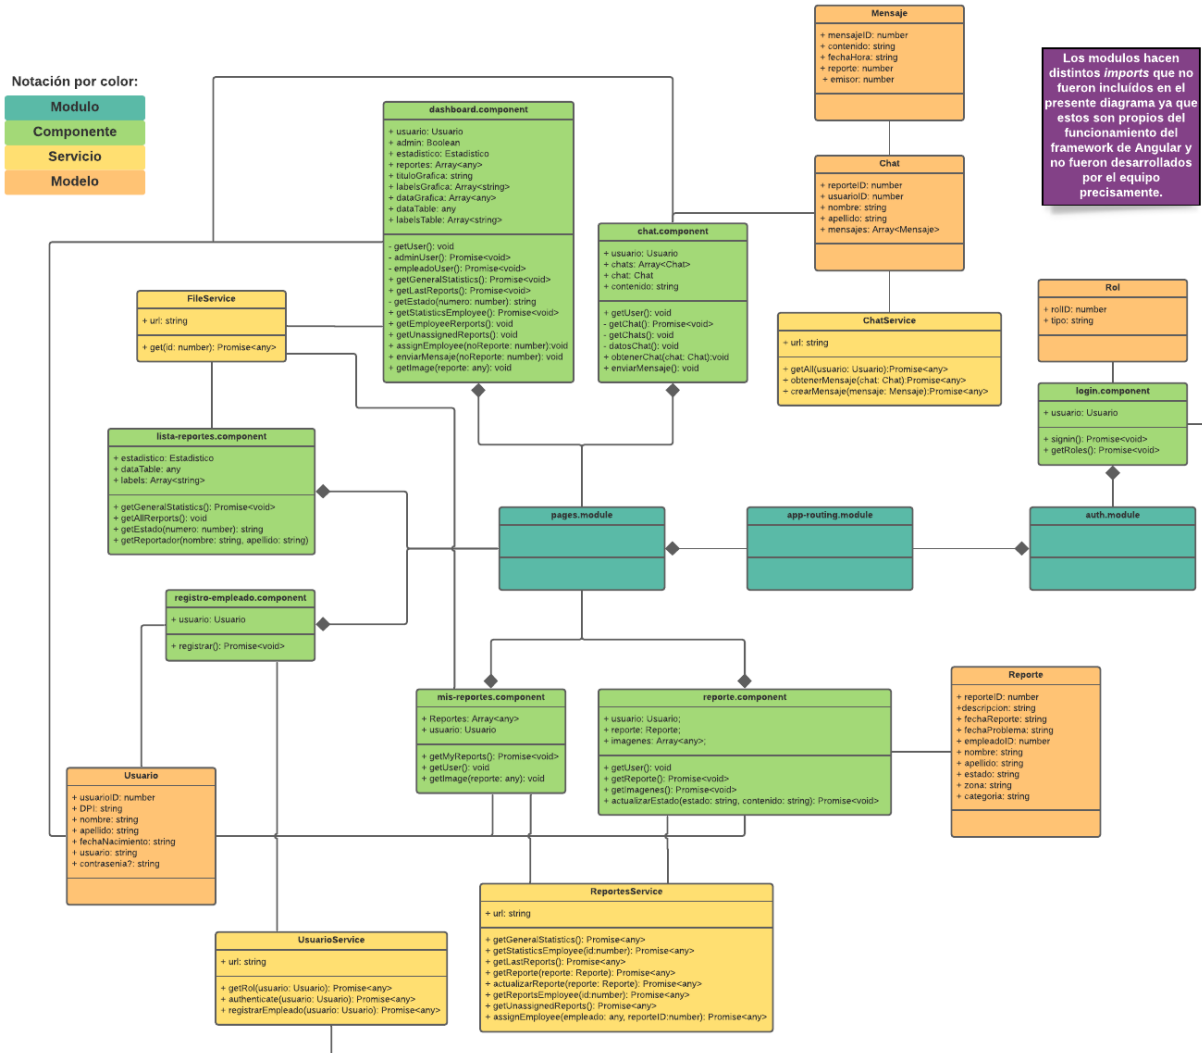 Notación por color:
Modulo
Componente
Servicio
Modelo
Mensaje
+ mensajeID: number
+ contenido: string
+ fechaHora: string
+ reporte: number
+ emisor: number
Los modulos hacen
distintos imports que no
fueron incluídos en el
presente diagrama ya que
estos son propios del
funcionamiento del
framework de Angular y
no fueron desarrollados
por el equipo
precisamente.
dashboard.component
+ usuario: Usuario
+ admin: Boolean
+ estadistico: Estadistico
+ reportes: Array<any>
+ tituloGrafica: string
+ labelsGrafica: Array<string>
+ dataGrafica: Array<any>
+ dataTable: any
+ labelsTable: Array<string>
- getUser(): void
- adminUser(): Promise<void>
- empleadoUser(): Promise<void>
+ getGeneralStatistics(): Promise<void>
+ getLastReports(): Promise<void>
- getEstado(numero: number): string
+ getStatisticsEmployee(): Promise<void>
+ getEmployeeRerports(): void
+ getUnassignedReports(): void
+ assignEmployee(noReporte: number):void
+ enviarMensaje(noReporte: number): void
+ getImage(reporte: any): void
Chat
+ reporteID: number
+ usuarioID: number
+ nombre: string
+ apellido: string
+ mensajes: Array<Mensaje>
chat.component
+ usuario: Usuario
+ chats: Array<Chat>
+ chat: Chat
+ contenido: string
+ getUser(): void
- getChat(): Promise<void>
- getChats(): void
- datosChat(): void
+ obtenerChat(chat: Chat):void
+ enviarMensaje(): void
FileService
+ url: string
+ get(id: number): Promise<any>
ChatService
+ url: string
+ getAll(usuario: Usuario):Promise<any>
+ obtenerMensaje(chat: Chat):Promise<any>
+ crearMensaje(mensaje: Mensaje):Promise<any>
Rol
+ rolID: number
+ tipo: string
login.component
+ usuario: Usuario
+ signin(): Promise<void>
+ getRoles(): Promise<void>
lista-reportes.component
+ estadistico: Estadistico
+ dataTable: any
+ labels: Array<string>
+ getGeneralStatistics(): Promise<void>
+ getAllRerports(): void
+ getEstado(numero: number): string
+ getReportador(nombre: string, apellido: string)
pages.module
app-routing.module
auth.module
registro-empleado.component
+ usuario: Usuario
+ registrar(): Promise<void>
mis-reportes.component
+ Reportes: Array<any>
+ usuario: Usuario
+ getMyReports(): Promise<void>
+ getUser(): void
+ getImage(reporte: any): void
reporte.component
+ usuario: Usuario;
+ reporte: Reporte;
+ imagenes: Array<any>;
+ getUser(): void
+ getReporte(): Promise<void>
+ getImagenes(): Promise<void>
+ actualizarEstado(estado: string, contenido: string): Promise<void>
Reporte
+ reporteID: number
+descripcion: string
+ fechaReporte: string
+ fechaProblema: string
+ empleadoID: number
+ nombre: string
+ apellido: string
+ estado: string
+ zona: string
+ categoria: string
Usuario
+ usuarioID: number
+ DPI: string
+ nombre: string
+ apellido: string
+ fechaNacimiento: string
+ usuario: string
+ contrasenia?: string
ReportesService
+ url: string
+ getGeneralStatistics(): Promise<any>
+ getStatisticsEmployee(id:number): Promise<any>
+ getLastReports(): Promise<any>
+ getReporte(reporte: Reporte): Promise<any>
+ actualizarReporte(reporte: Reporte): Promise<any>
+ getReportsEmployee(id:number): Promise<any>
+ getUnassignedReports(): Promise<any>
+ assignEmployee(empleado: any, reporteID:number): Promise<any>
UsuarioService
+ url: string
+ getRol(usuario: Usuario): Promise<any>
+ authenticate(usuario: Usuario): Promise<any>
+ registrarEmpleado(usuario: Usuario): Promise<any>